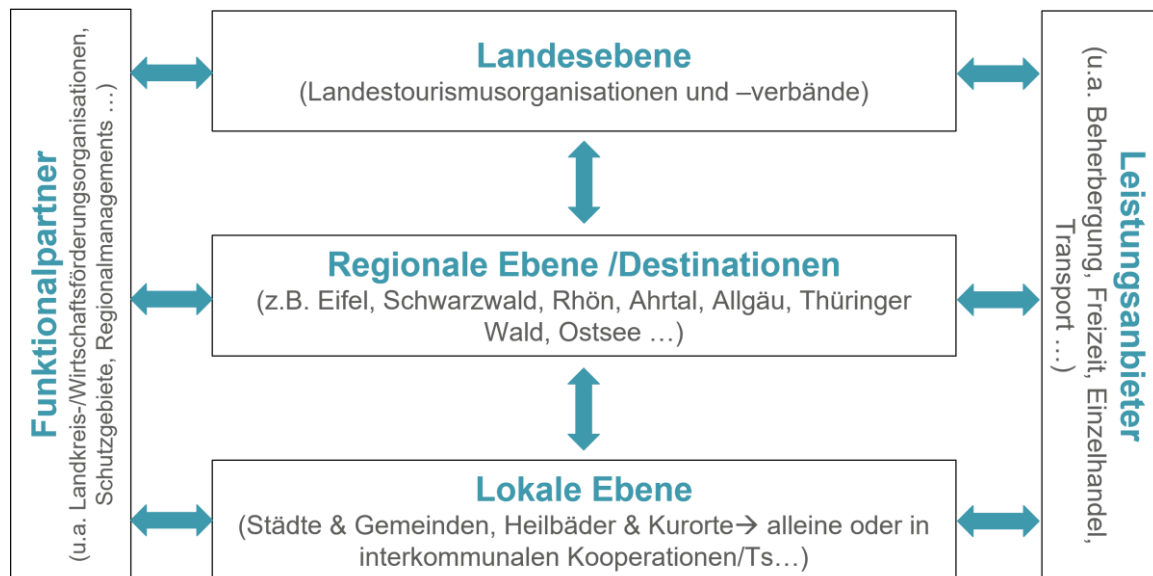 Funktionalpartner
(u.a. Landkreis-/Wirtschaftsförderungsorganisationen,
Schutzgebiete, Regionalmanagements …)
Landesebene
(Landestourismusorganisationen und –verbände)
Regionale Ebene /Destinationen
(z.B. Eifel, Schwarzwald, Rhön, Ahrtal, Allgäu, Thüringer
Wald, Ostsee …)
Lokale Ebene
(Städte & Gemeinden, Heilbäder & Kurorte→ alleine oder in
interkommunalen Kooperationen/Ts…)
Leistungsanbieter
(u.a. Beherbergung, Freizeit, Einzelhandel,
Transport …)